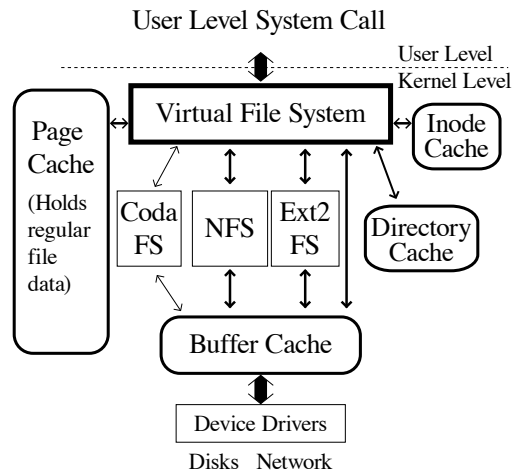 User Level System Call
User Level
Kernel Level
Virtual File System
Page
Cache
(Holds
regular
file
data)
Inode
Cache
Coda
FS
NFS
Ext2
FS
Directory
Cache
Buffer Cache
Device Drivers
Disks Network